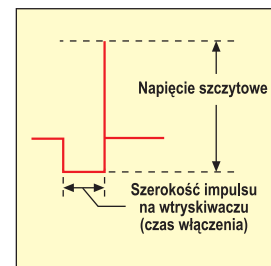 Napięcie szczytowe
Szerokość impulsu
na wtryskiwaczu
(czas włączenia)